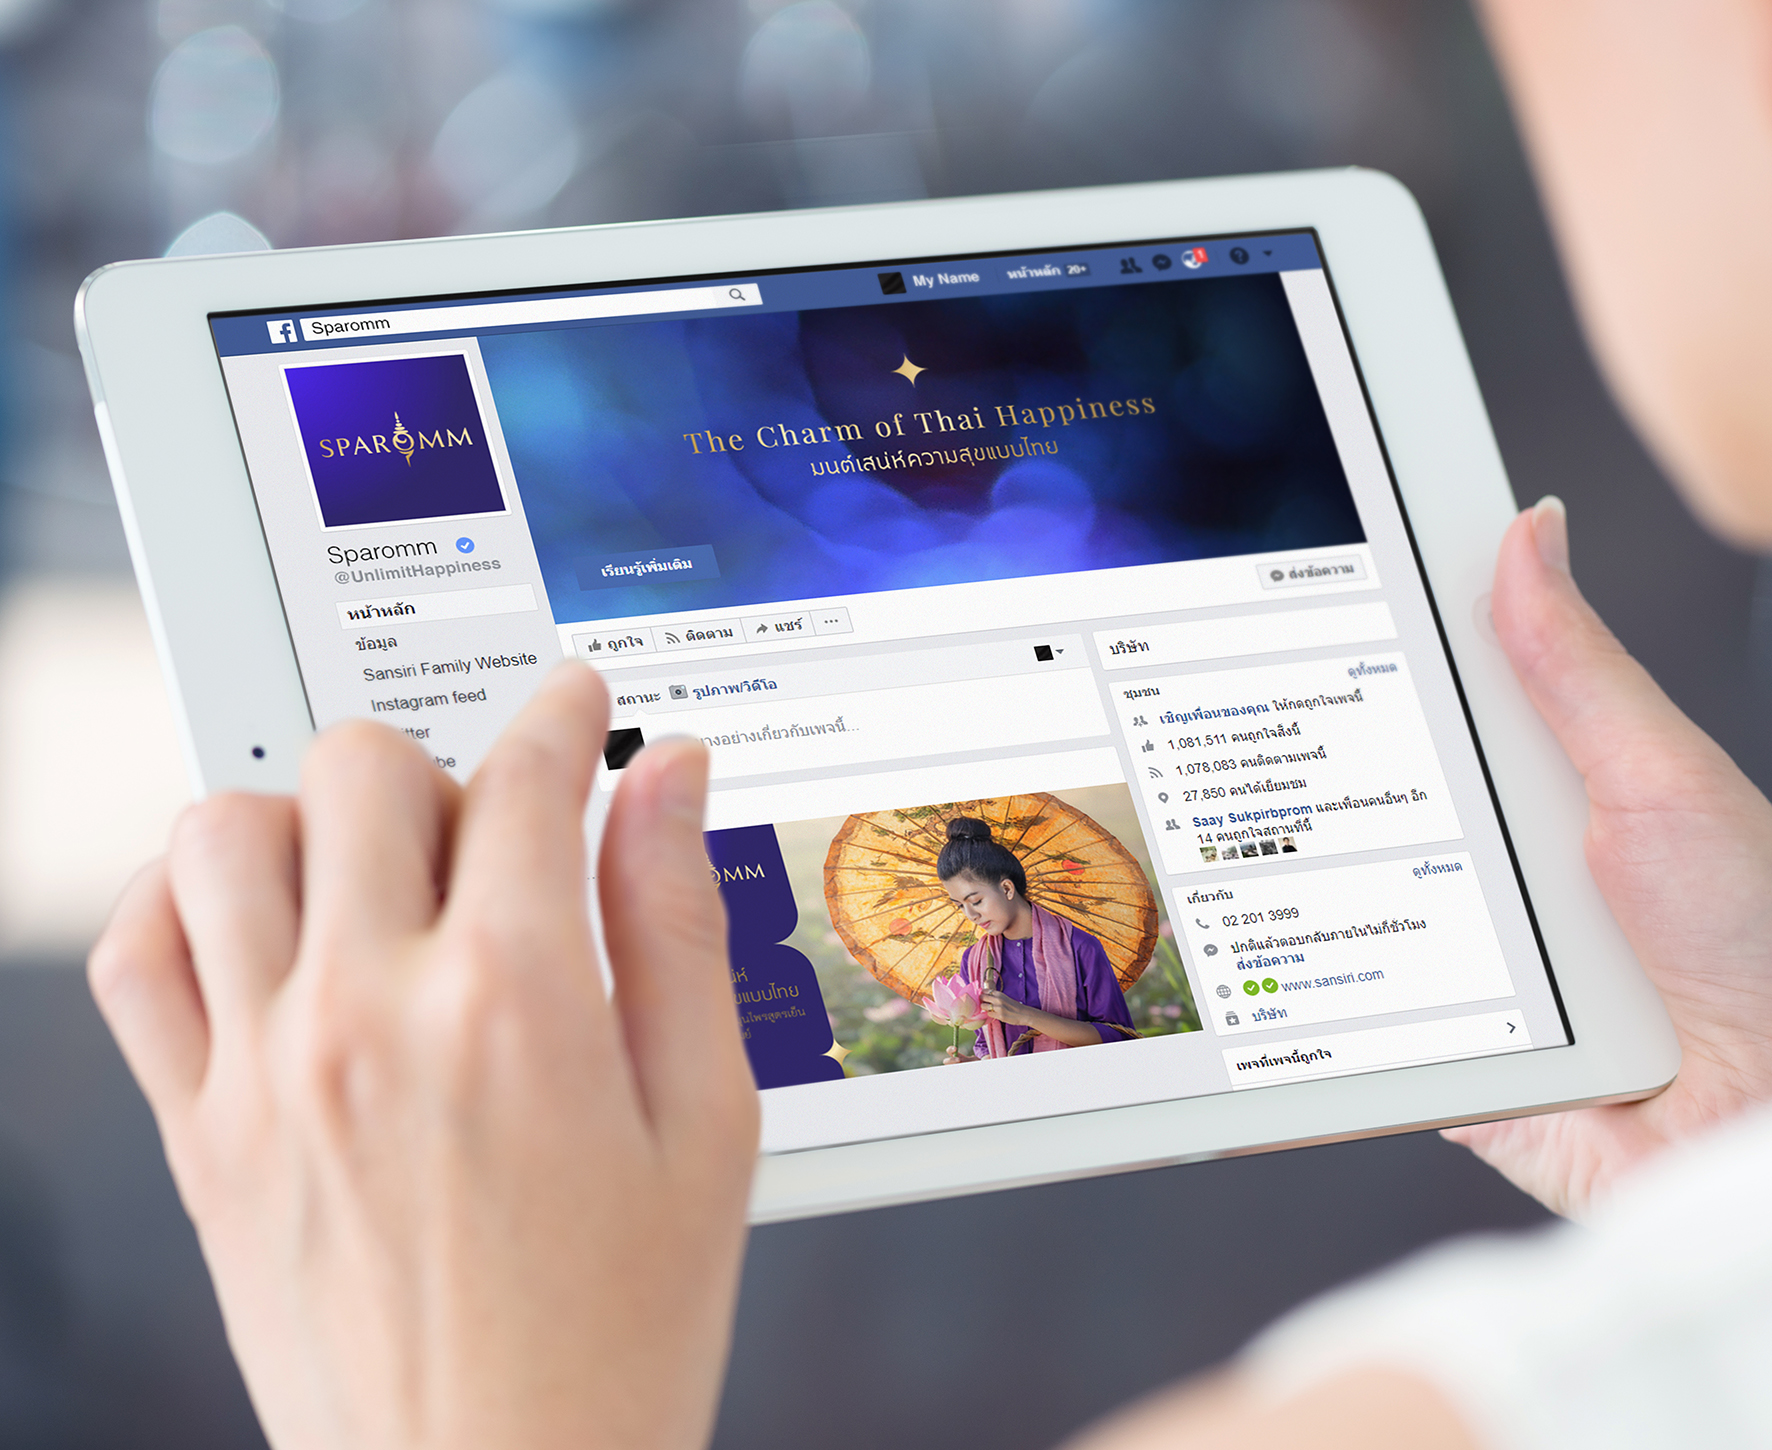 Sparomm
My Name
หน้าหลัก 20+
1
SPAROMM
The Charm of Thai Happiness
มนต์เสน่ห์ความสุขแบบไทย
เรียนรู้เพิ่มเติม
Sparomm
@UnlimitHappiness
หน้าหลัก
ข้อมูล
Sansiri Family Website
Instagram feed
ถูกใจ
ติดตาม
แชร์
ส่งข้อความ
สถานะ
รูปภาพ/วิดีโอ
างอย่างเกี่ยวกับเพจนี้...
OMM
แบบไทย
บริษัท
ชุมชน
ดูทั้งหมด
เชิญเพื่อนของคุณ ให้กดถูกใจเพจนี้
1,081,511 คนถูกใจสิ่งนี้
1,078,083 คนติดตามเพจนี้
27,850 คนได้เยี่ยมชม
Saay Sukpirbprom และเพื่อนคนอื่นๆ อีก
14 คนถูกใจสถานที่นี้
เกี่ยวกับ
ดูทั้งหมด
02 201 3999
ปกติแล้วตอบกลับภายในไม่กี่ชั่วโมง
ส่งข้อความ
www.sansiri.com
บริษัท
เพจที่เพจนี้ถูกใจ